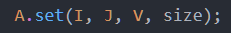 A.set(I, J, V, size);